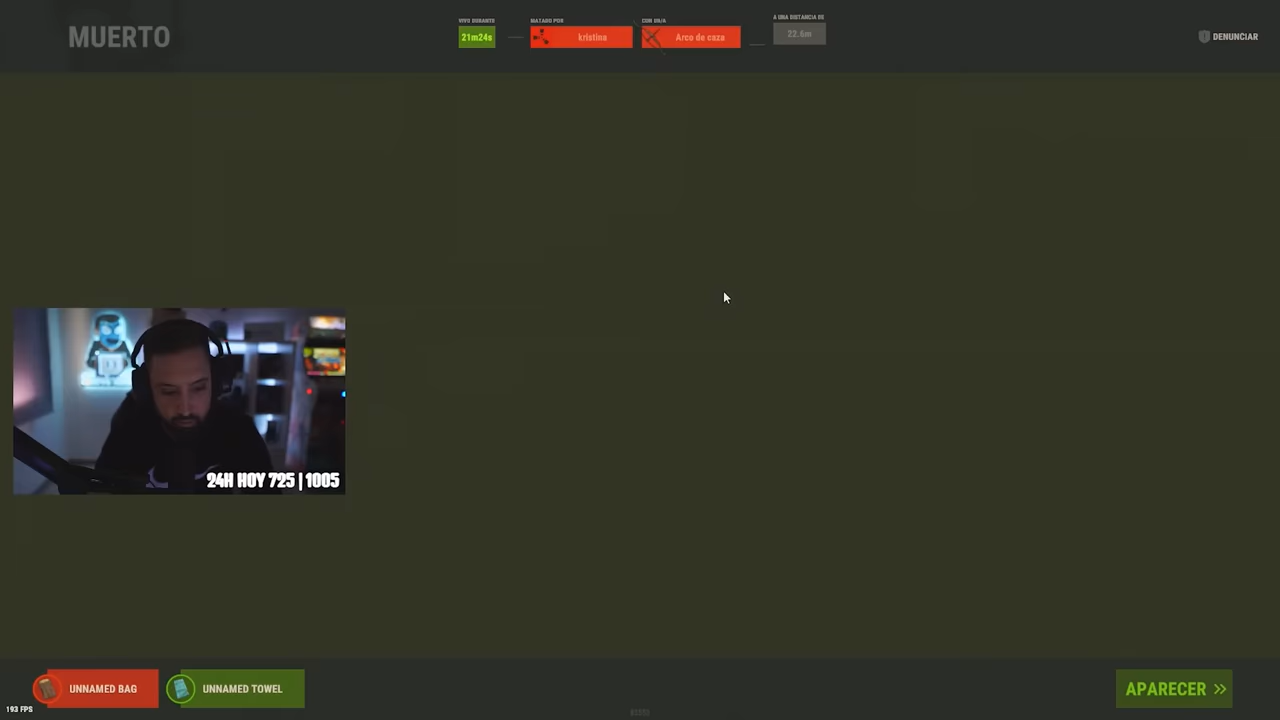 MUERTO
VIVO DURANTE
21m24s
MATADO POR
kristina
CON UN/A
Arco de caza
A UNA DISTANCIA DE
22.6m
DENUNCIAR
24H HOY 725 | 1005
UNNAMED BAG
UNNAMED TOWEL
APARECER
193 FPS